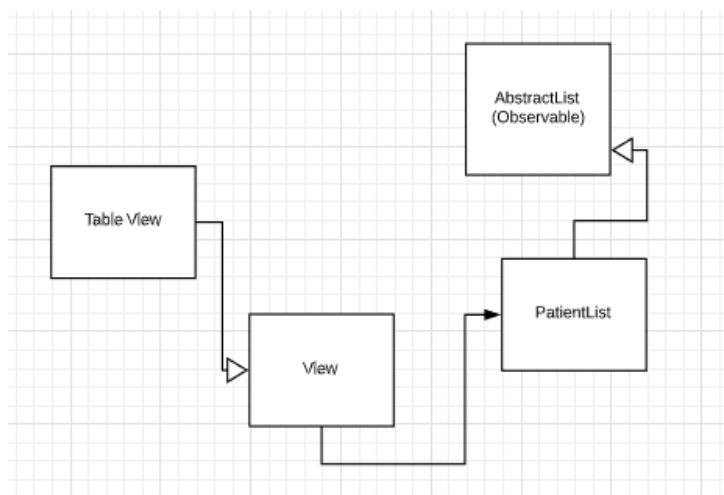 AbstractList
(Observable)
Table View
PatientList
View